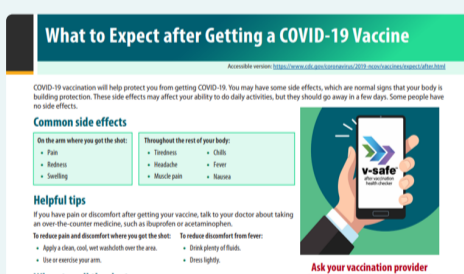 What to Expect after Getting a COVID-19 Vaccine
Accessible version: https://www.cdc.gov/coronavirus/2019-ncov/vaccines/expect/after.html
COVID-19 vaccination will help protect you from getting COVID-19. You may have some side effects, which are normal signs that your body is
building protection. These side effects may affect your ability to do daily activities, but they should go away in a few days. Some people have
no side effects.
Common side effects
On the arm where you got the shot:
• Pain
• Redness
• Swelling
Throughout the rest of your body:
• Tiredness
• Headache
• Muscle pain
• Chills
• Fever
• Nausea
v-safe
after vaccination
health checker
Helpful tips
If you have pain or discomfort after getting your vaccine, talk to your doctor about taking
an over-the-counter medicine, such as ibuprofen or acetaminophen.
To reduce pain and discomfort where you got the shot:
• Apply a clean, cool, wet washcloth over the area.
• Use or exercise your arm.
To reduce discomfort from fever:
• Drink plenty of fluids.
• Dress lightly.
Ask your vaccination provider